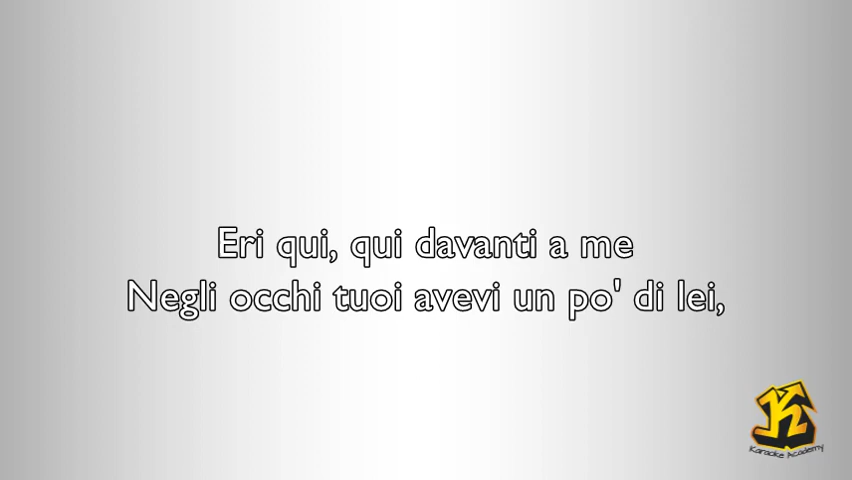 Eri qui, qui davanti a me
Negli occhi tuoi avevi un po' di lei,
K
Karaoke Academy